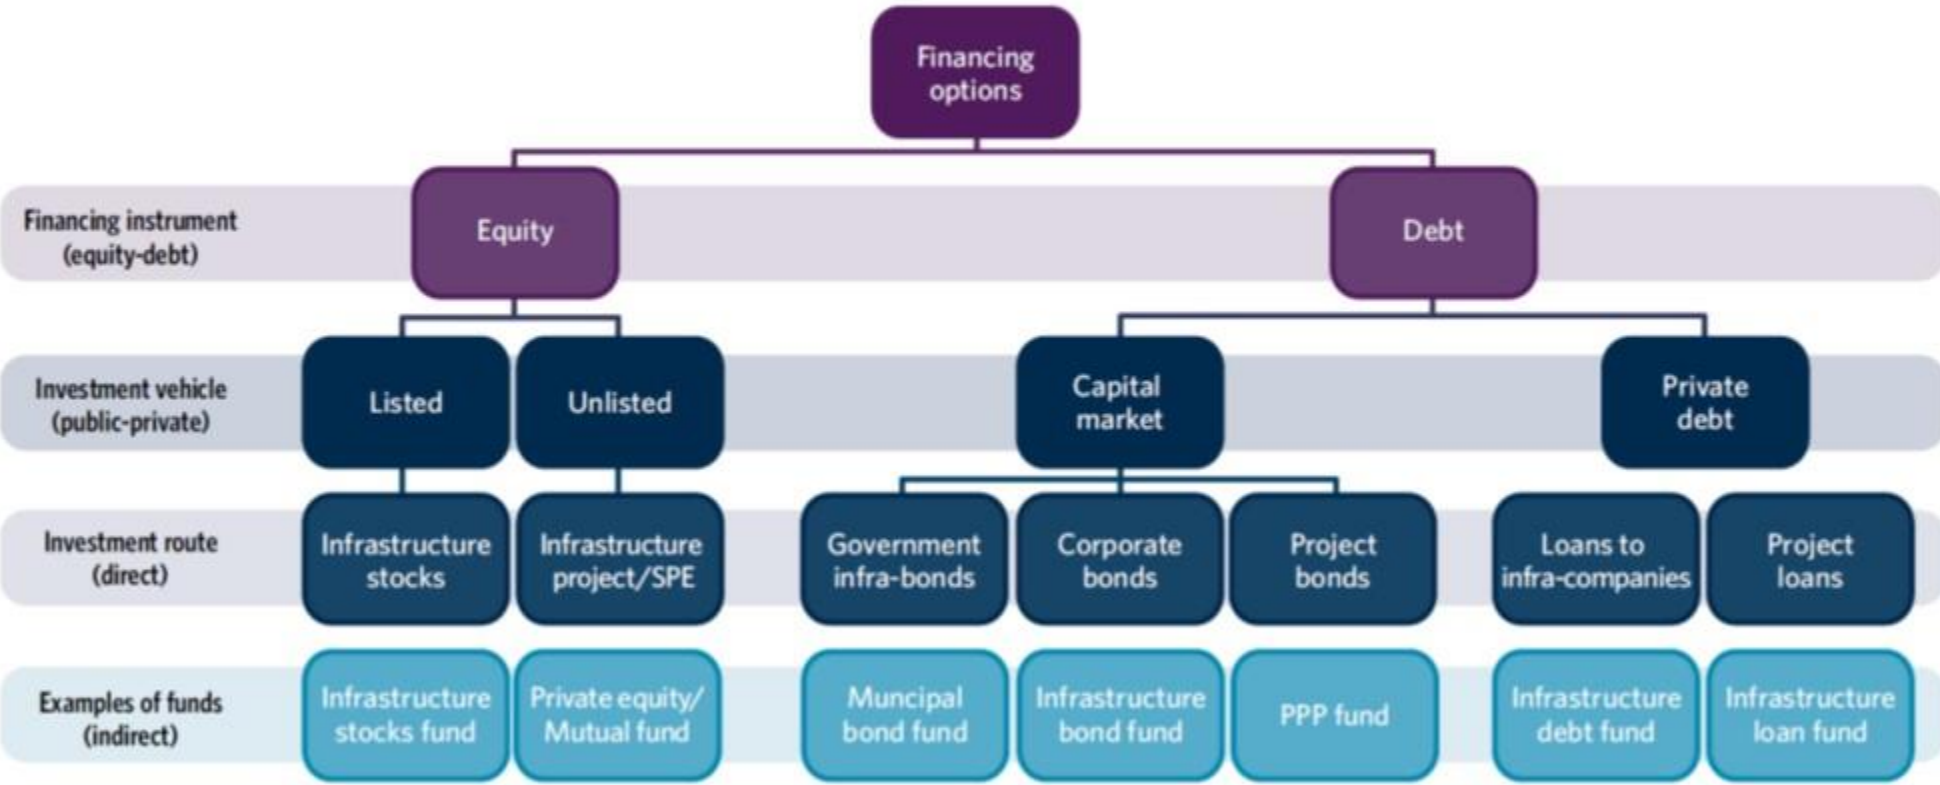 Financing
options
Financing instrument
(equity-debt)
Equity
Debt
Investment vehicle
(public-private)
Listed
Unlisted
Capital
market
Private
debt
Investment route
(direct)
Infrastructure
stocks
Infrastructure
project/SPE
Government
infra-bonds
Corporate
bonds
Project
bonds
Loans to
infra-companies
Project
loans
Examples of funds
(indirect)
Infrastructure
stocks fund
Private equity/
Mutual fund
Muncipal
bond fund
Infrastructure
bond fund
PPP fund
Infrastructure
debt fund
Infrastructure
loan fund